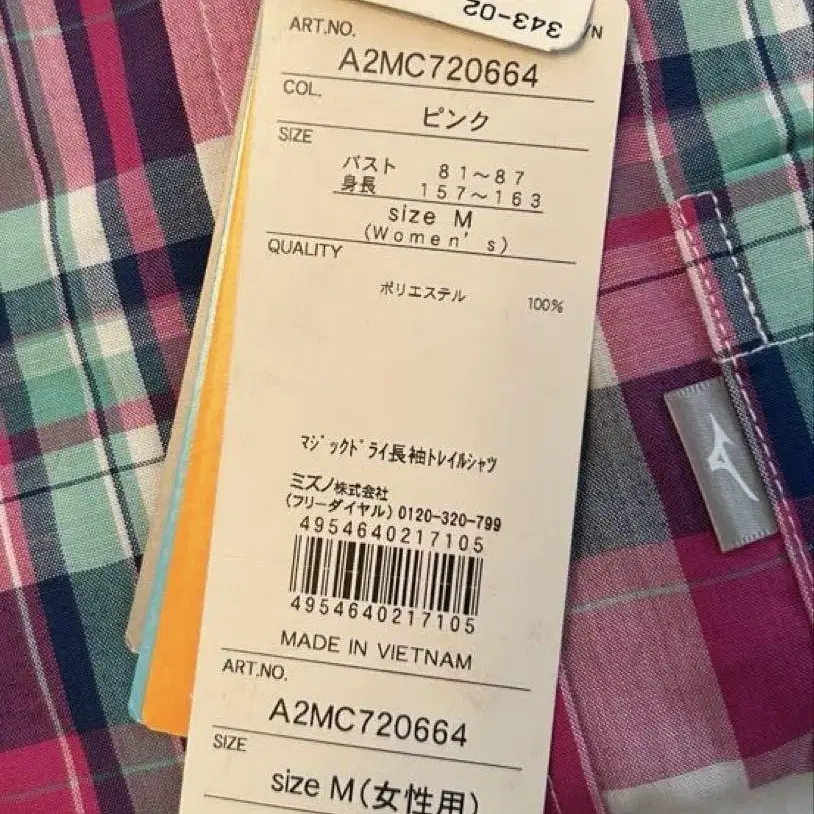 343-02
ART.NO.
A2MC720664
COL.
ピンク
SIZE
バスト 81～87
身長 157～163
size M
(Women's)
QUALITY
ポリエステル 100%
マジックドライ長袖トレイルシャツ
ミズノ株式会社
(フリーダイヤル) 0120-320-799
4954640217105
4954640217105
MADE IN VIETNAM
ART.NO.
A2MC720664
SIZE
size M(女性用)